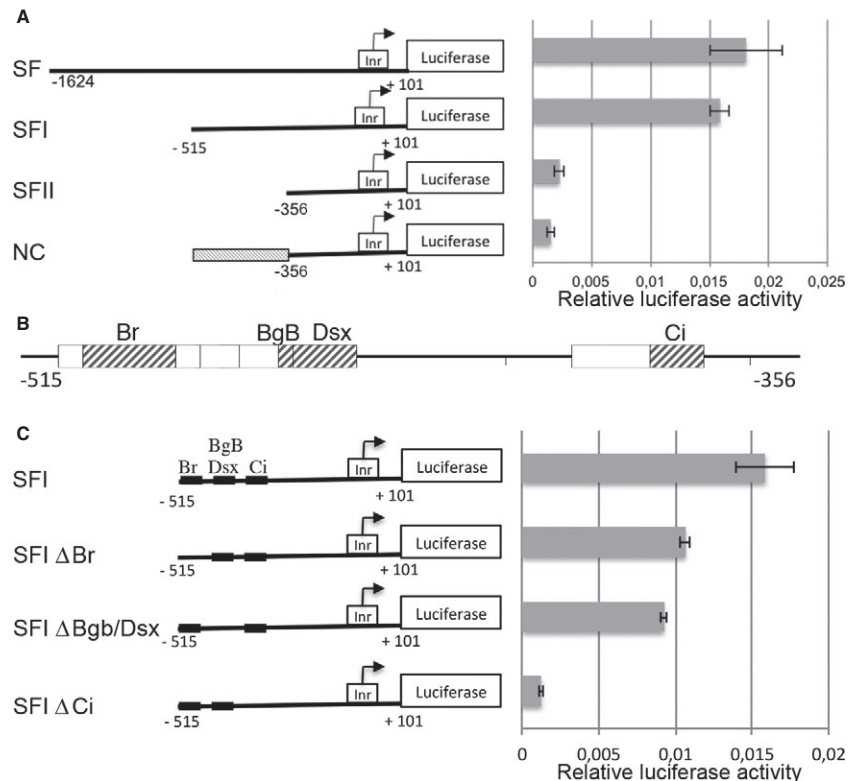 A
SF
-1624
Inr
+ 101
Luciferase
SFI
- 515
Inr
+ 101
Luciferase
SFII
-356
Inr
+ 101
Luciferase
NC
-356
Inr
+ 101
Luciferase
0 0,005 0,01 0,015 0,02 0,025
Relative luciferase activity
B
Br BgB Dsx Ci
-515 -356
C
SFI
BgB
Br Dsx Ci
- 515
Inr
+ 101
Luciferase
SFI ΔBr
- 515
Inr
+ 101
Luciferase
SFI ΔBgb/Dsx
- 515
Inr
+ 101
Luciferase
SFI ΔCi
- 515
Inr
+ 101
Luciferase
0 0,005 0,01 0,015 0,02
Relative luciferase activity